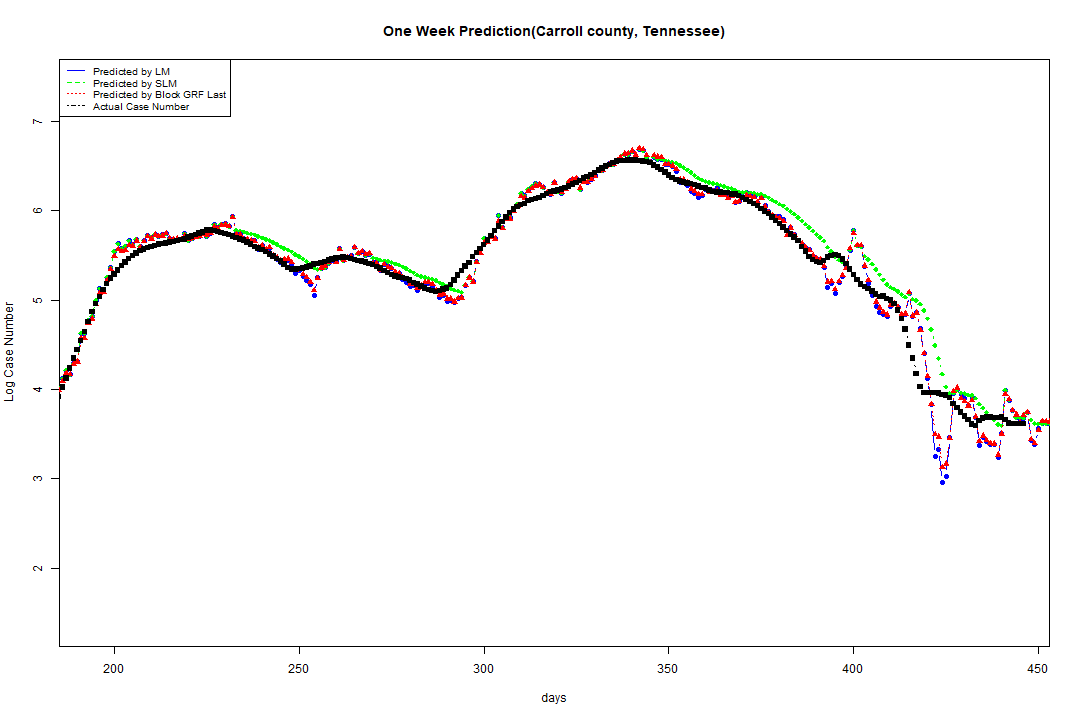 One Week Prediction(Carroll county, Tennessee)
Predicted by LM
Predicted by SLM
Predicted by Block GRF Last
Actual Case Number
7
6
5
4
3
2
Log Case Number
200 250 300 350 400 450
days